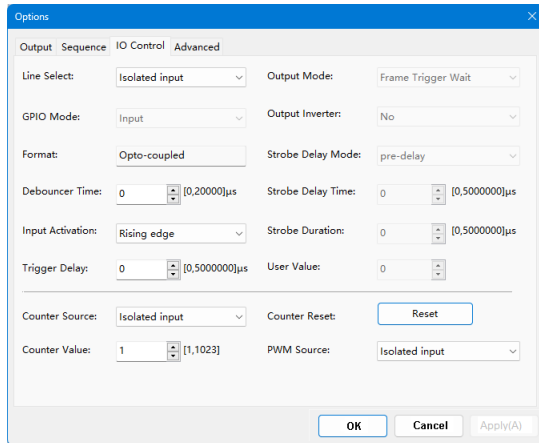 Options
Output Sequence IO Control Advanced
Line Select: Isolated input Output Mode: Frame Trigger Wait
GPIO Mode: Input Output Inverter: No
Format: Opto-coupled Strobe Delay Mode: pre-delay
Debouncer Time: 0 [0,20000]µs Strobe Delay Time: 0 [0,5000000]µs
Input Activation: Rising edge Strobe Duration: 0 [0,5000000]µs
Trigger Delay: 0 [0,5000000]µs User Value: 0
Counter Source: Isolated input Counter Reset: Reset
Counter Value: 1 [1,1023] PWM Source: Isolated input
OK Cancel Apply(A)